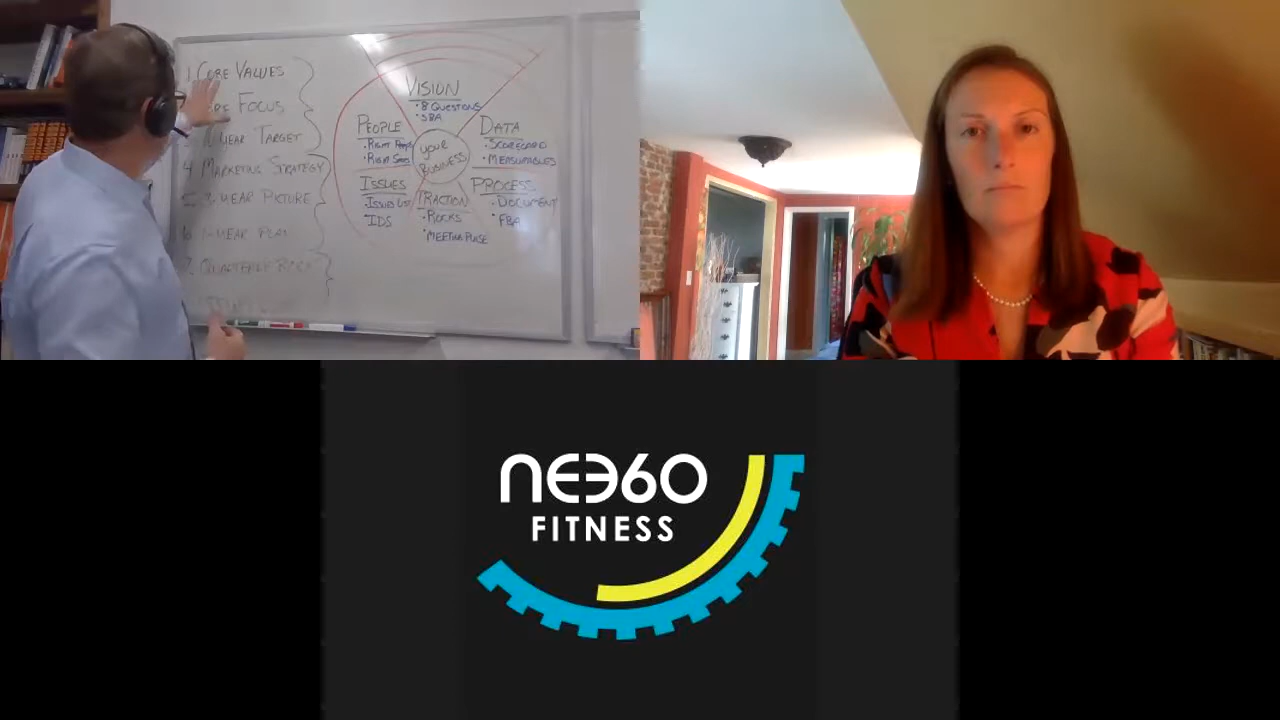 1. CORE VALUES
FOCUS
YEAR TARGET
4. MARKETING STRATEGY
5. 3-YEAR PICTURE
6. 1-YEAR PLAN
7. QUARTERLY ROCKS
VISION
• 8 QUESTIONS
• SBA
PEOPLE
• RIGHT
• RIGHT SEATS
DATA
• SCORECARD
• MEASURABLES
your
BUSINESS
ISSUES
• ISSUES LIST
• IDS
TRACTION
• ROCKS
• MEETING PULSE
PROCESS
• DOCUMENT
• FBA
NE360
FITNESS